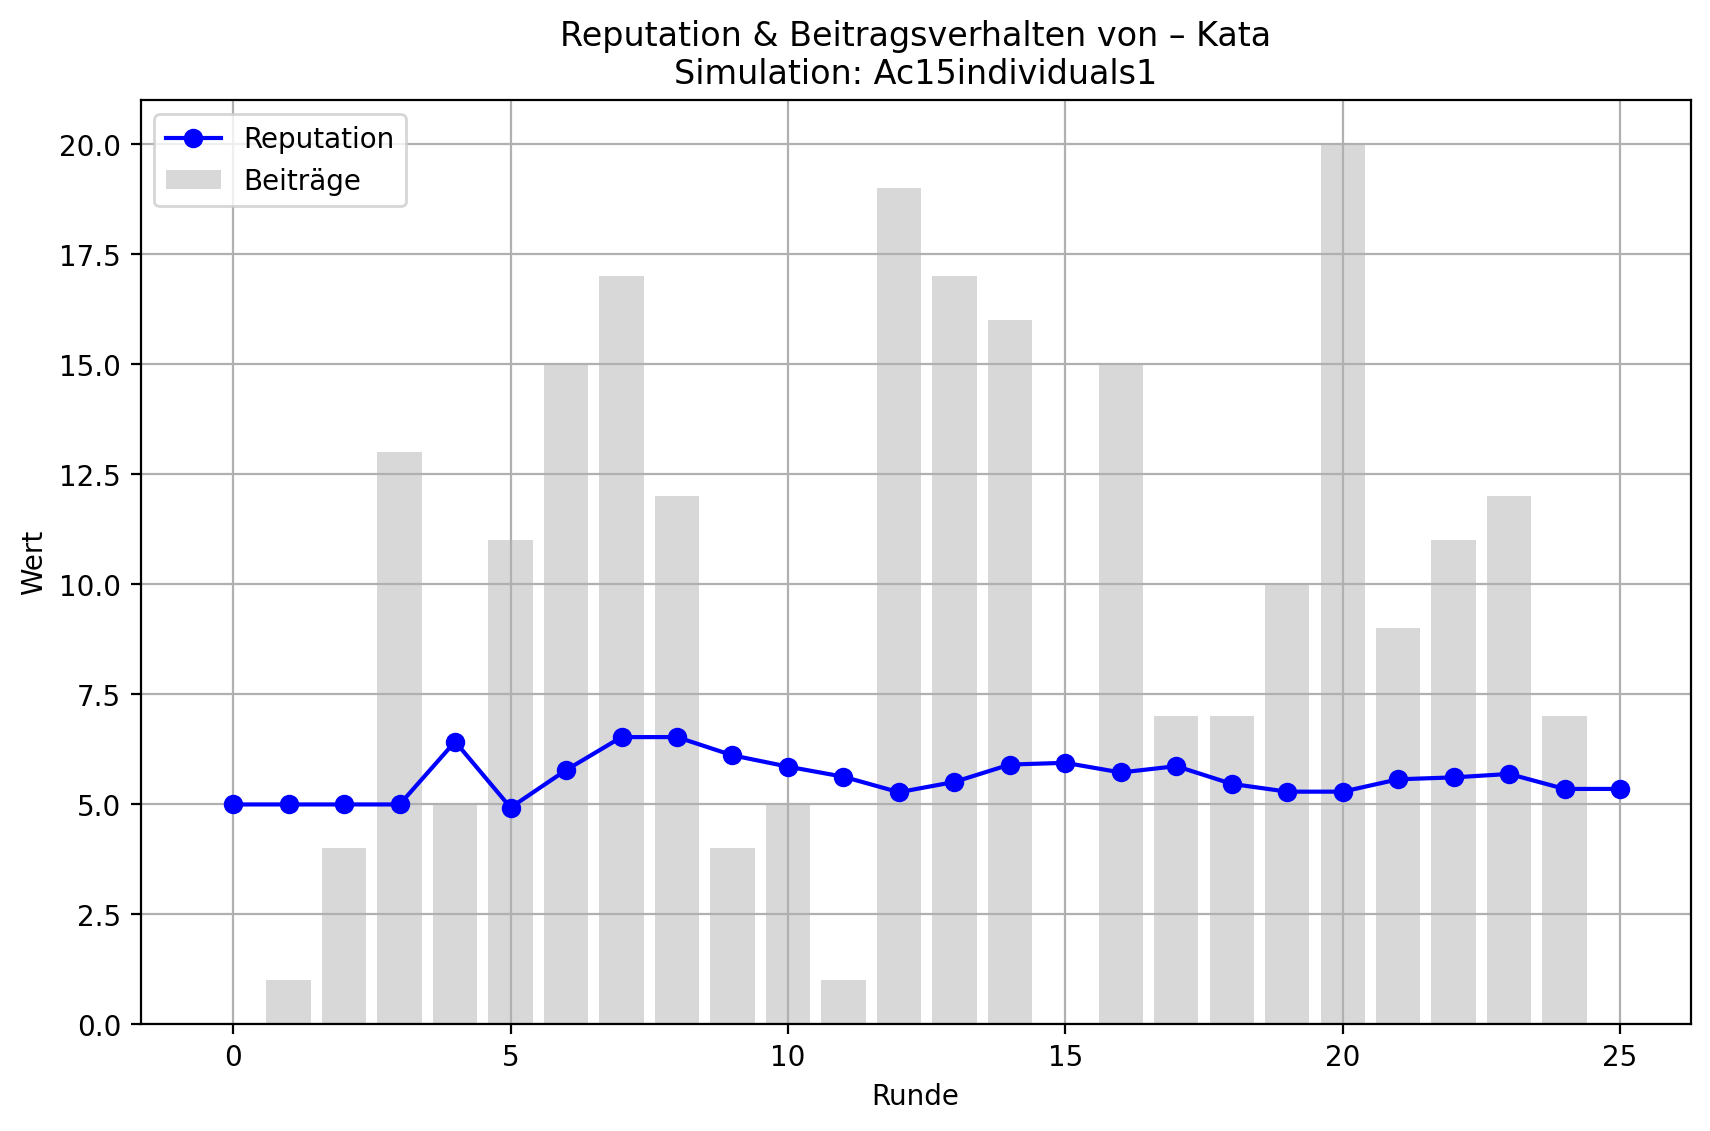 Reputation & Beitragsverhalten von – Kata
Simulation: Ac15individuals1
Reputation
Beiträge
20.0
17.5
15.0
12.5
10.0
7.5
5.0
2.5
0.0
Wert
0 5 10 15 20 25
Runde